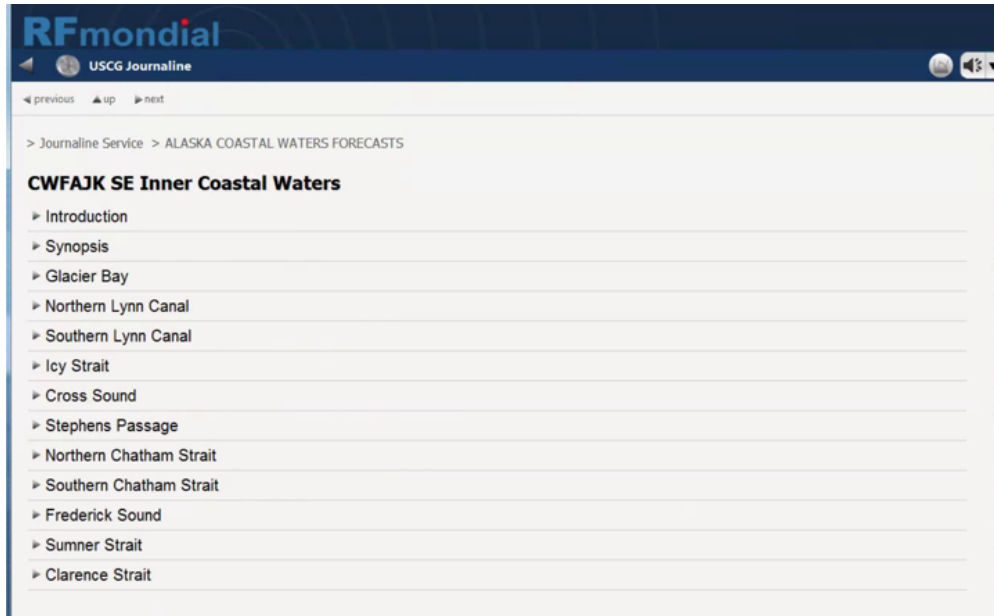 RFmondial
USCG Journaline
previous up next
> Journaline Service > ALASKA COASTAL WATERS FORECASTS
CWFAJK SE Inner Coastal Waters
Introduction
Synopsis
Glacier Bay
Northern Lynn Canal
Southern Lynn Canal
Icy Strait
Cross Sound
Stephens Passage
Northern Chatham Strait
Southern Chatham Strait
Frederick Sound
Sumner Strait
Clarence Strait